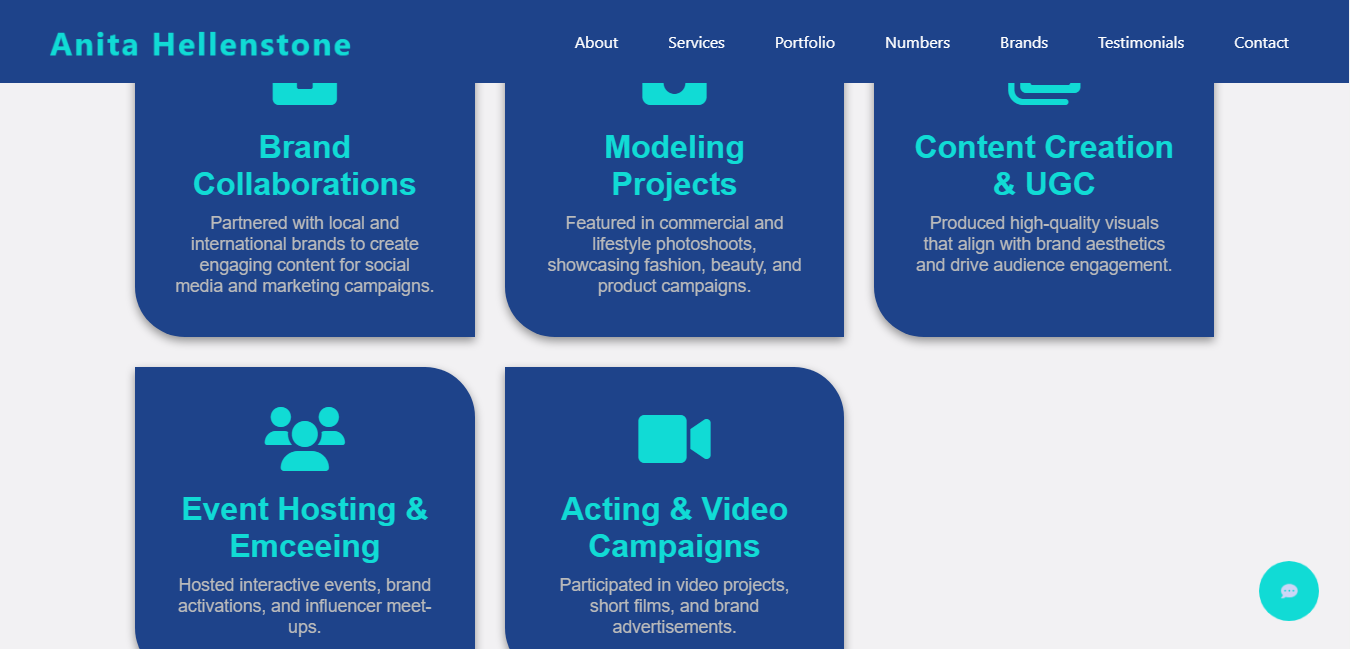 Anita Hellenstone
About Services Portfolio Numbers Brands Testimonials Contact
Brand
Collaborations
Partnered with local and
international brands to create
engaging content for social
media and marketing campaigns.
Modeling
Projects
Featured in commercial and
lifestyle photoshoots,
showcasing fashion, beauty, and
product campaigns.
Content Creation
& UGC
Produced high-quality visuals
that align with brand aesthetics
and drive audience engagement.
Event Hosting &
Emceeing
Hosted interactive events, brand
activations, and influencer meet-
ups.
Acting & Video
Campaigns
Participated in video projects,
short films, and brand
advertisements.